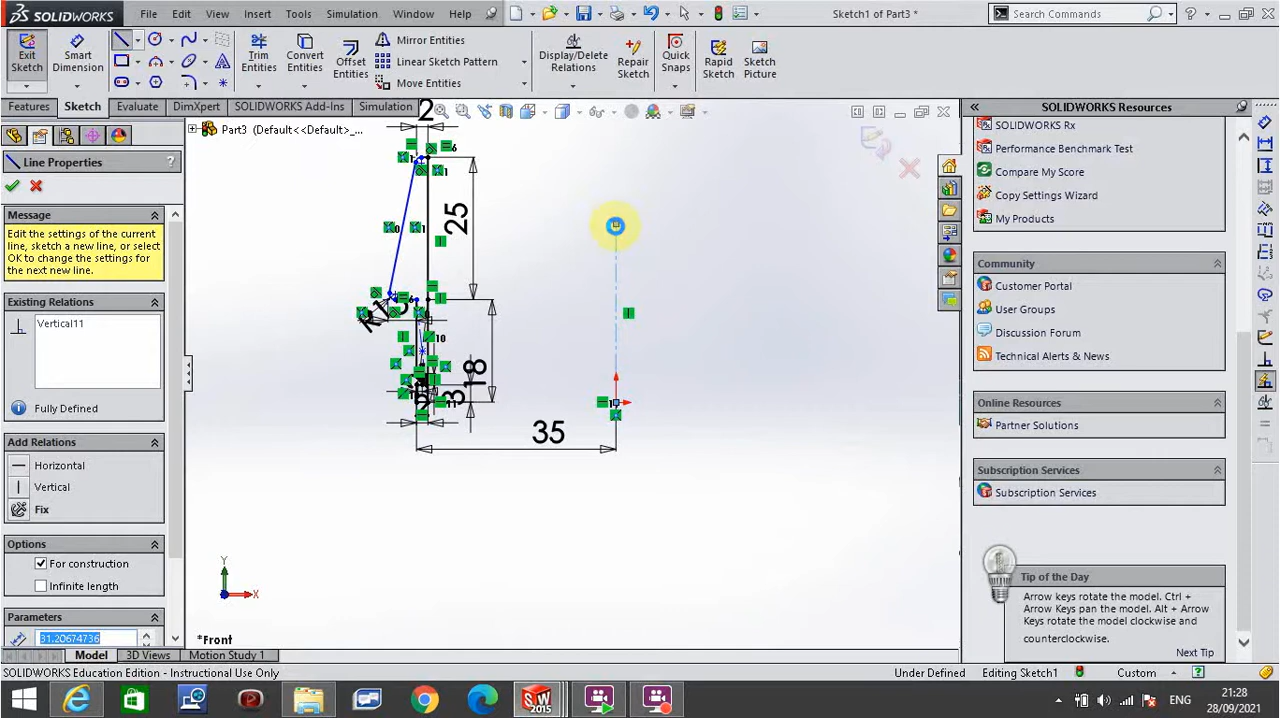 SOLIDWORKS
File Edit View Insert Tools Simulation Window Help
Sketch1 of Part3 *
Search Commands
Exit Sketch
Smart Dimension
Trim Entities
Convert Entities
Offset Entities
Mirror Entities
Linear Sketch Pattern
Move Entities
Display/Delete Relations
Repair Sketch
Quick Snaps
Rapid Sketch
Sketch Picture
Features Sketch Evaluate DimXpert SOLIDWORKS Add-Ins Simulation
Part3 (Default<<Default>_...
Line Properties
?
Message
Edit the settings of the current
line, sketch a new line, or select
OK to change the settings for
the next new line.
Existing Relations
Vertical11
Fully Defined
Add Relations
Horizontal
Vertical
Fix
Options
For construction
Infinite length
Parameters
31.20674736
2
25
18
3
35
10
6
Y
X
*Front
SOLIDWORKS Resources
SOLIDWORKS Rx
Performance Benchmark Test
Compare My Score
Copy Settings Wizard
My Products
Community
Customer Portal
User Groups
Discussion Forum
Technical Alerts & News
Online Resources
Partner Solutions
Subscription Services
Subscription Services
Tip of the Day
Arrow keys rotate the model. Ctrl +
Arrow Keys pan the model. Alt + Arrow
Keys rotate the model clockwise and
counterclockwise.
Next Tip
Model 3D Views Motion Study 1
SOLIDWORKS Education Edition - Instructional Use Only
Under Defined Editing Sketch1 Custom
SW
2015
ENG
21:28
28/09/2021